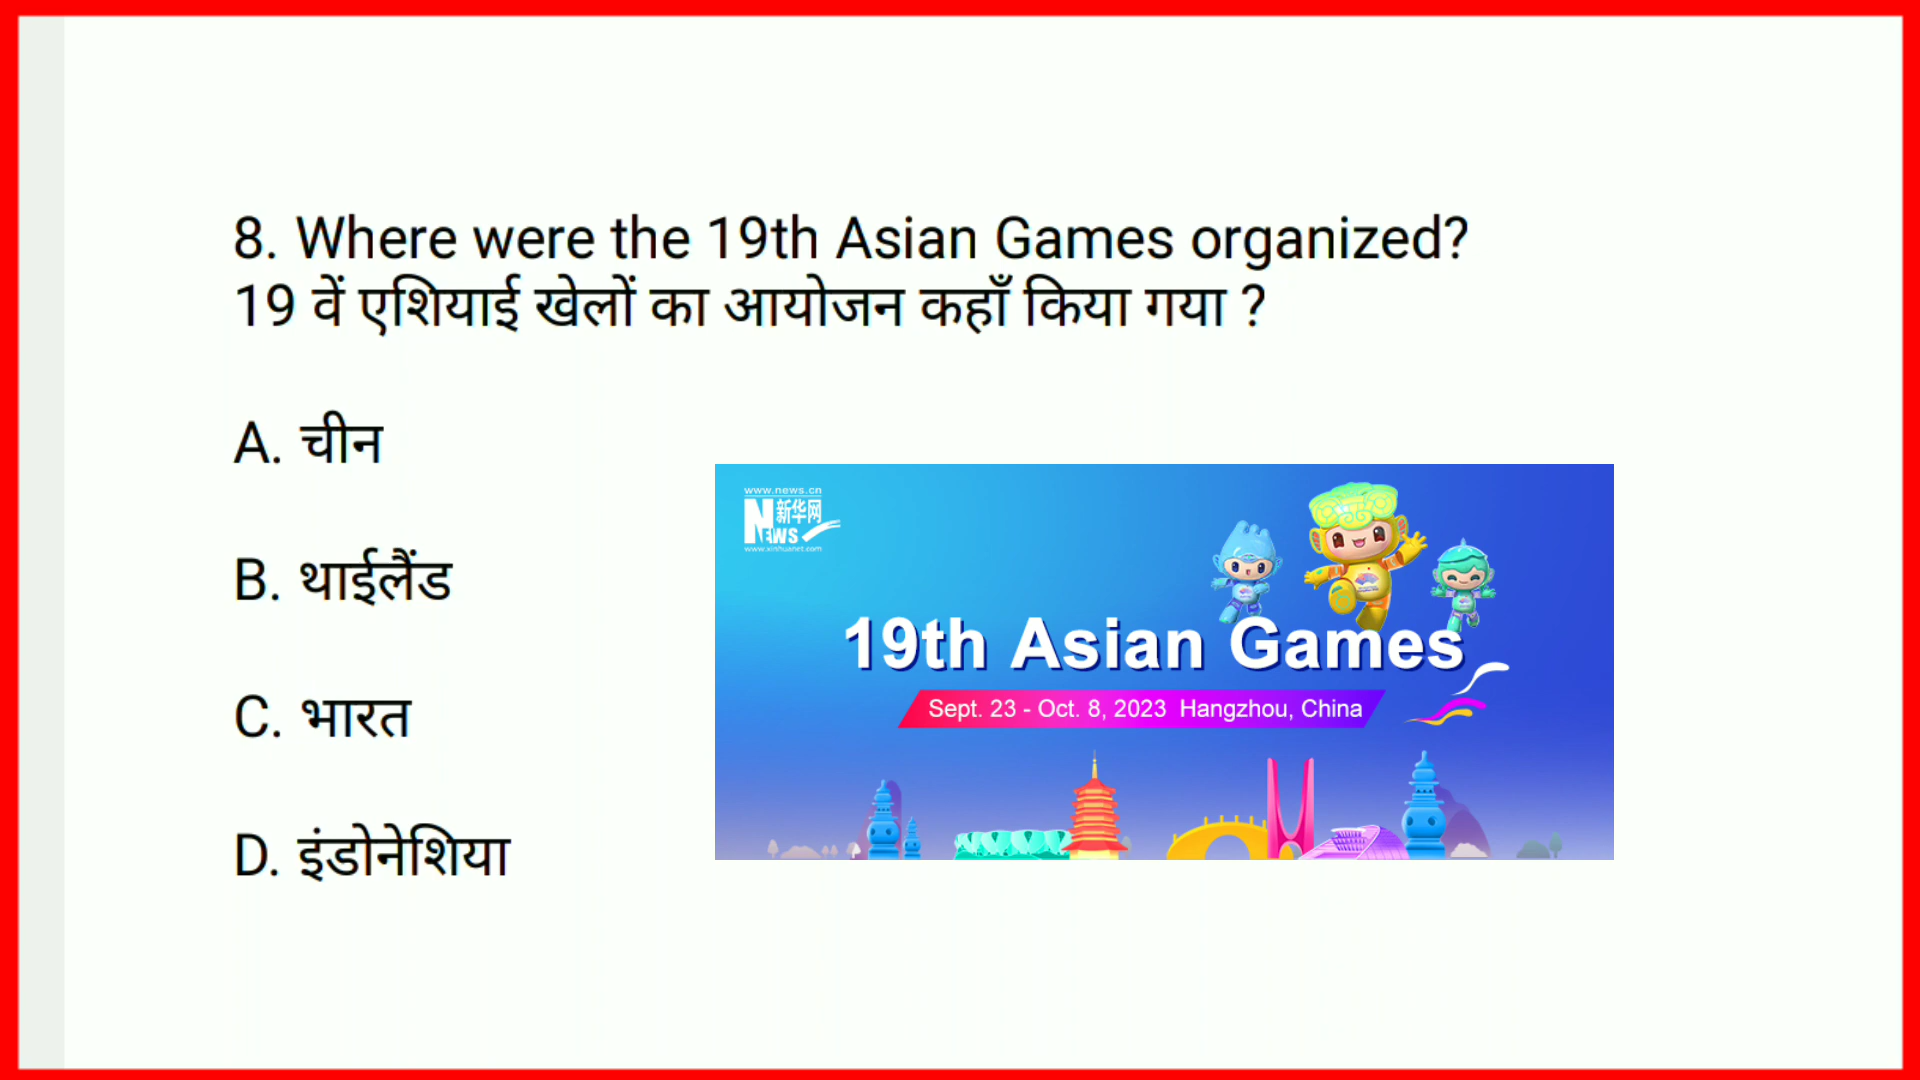 8. Where were the 19th Asian Games organized?
19 वें एशियाई खेलों का आयोजन कहाँ किया गया ?
A. चीन
B. थाईलैंड
C. भारत
D. इंडोनेशिया
www.news.cn
新华网
NEWS
www.xinhuanet.com
19th Asian Games
Sept. 23 - Oct. 8, 2023 Hangzhou, China